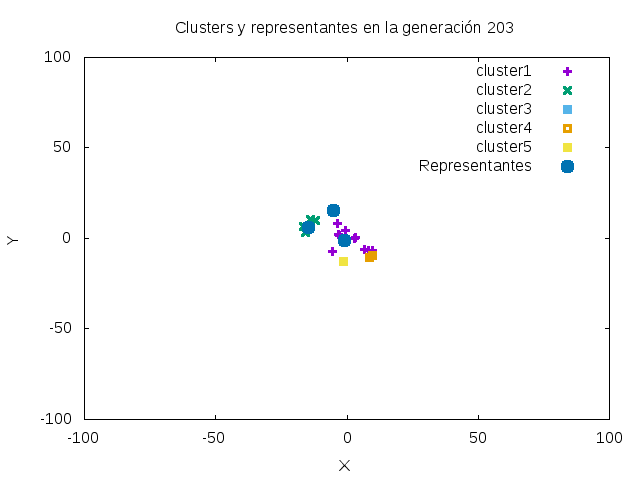 Clusters y representantes en la generación 203
100
cluster1
cluster2
cluster3
cluster4
cluster5
Representantes
50
0
-50
-100
Y
-100
-50
0
50
100
X